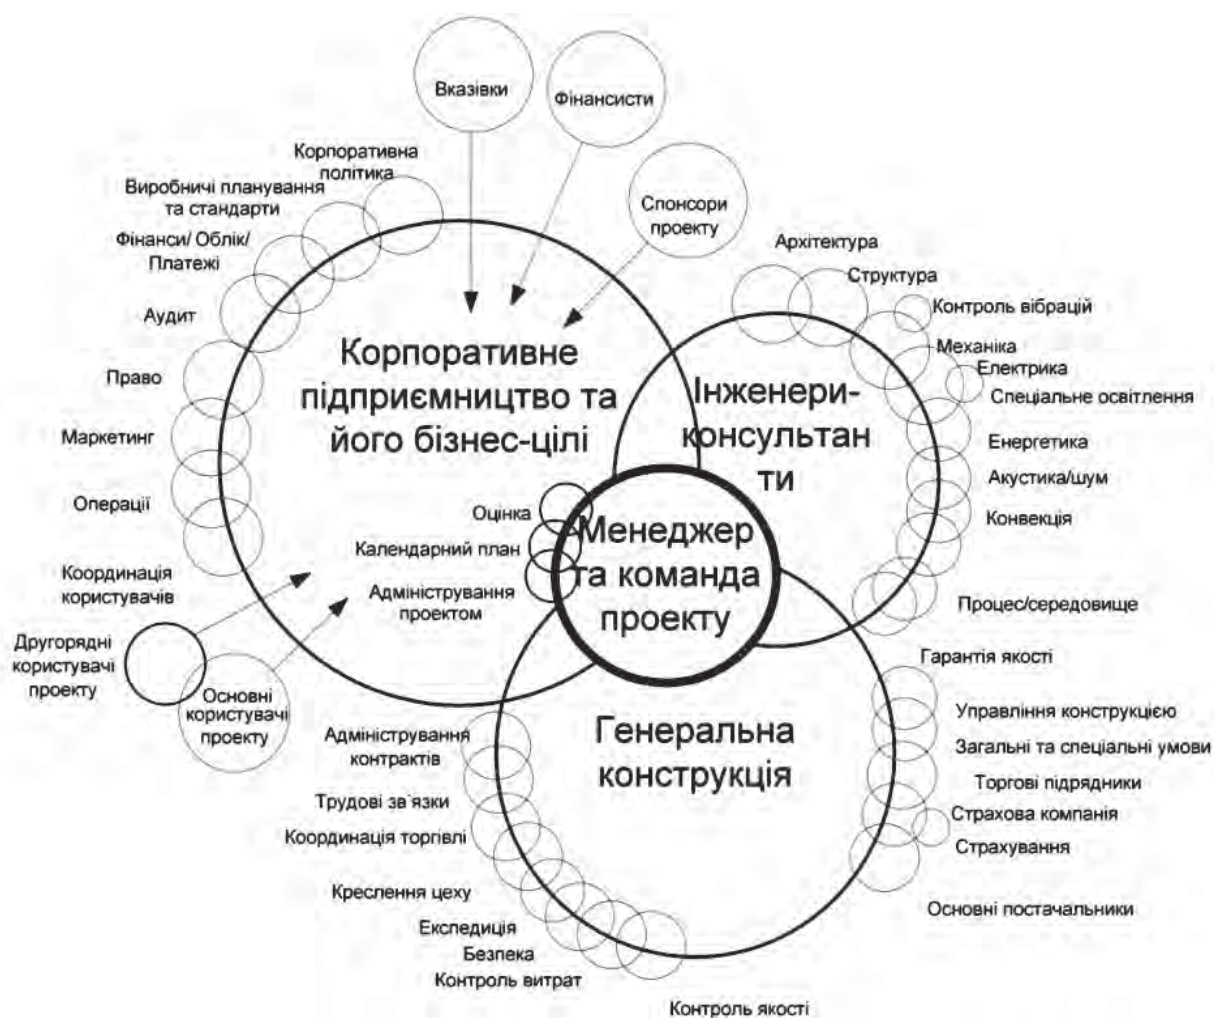 Вказівки
Фінансисти
Спонсори
проекту
Корпоративна
політика
Виробничі планування
та стандарти
Фінанси/ Облік/
Платежі
Аудит
Право
Маркетинг
Операції
Координація
користувачів
Другорядні
користувачі
проекту
Основні
користувачі
проекту
Корпоративне
підприємництво та
його бізнес-цілі
Оцінка
Календарний план
Адміністрування
проектом
Архітектура
Структура
Контроль вібрацій
Механіка
Електрика
Спеціальне освітлення
Енергетика
Акустика/шум
Конвекція
Процес/середовище
Інженери-
консультан
ти
Менеджер
та команда
проекту
Гарантія якості
Управління конструкцією
Загальні та спеціальні умови
Торгові підрядники
Страхова компанія
Страхування
Основні постачальники
Генеральна
конструкція
Адміністрування
контрактів
Трудові зв`язки
Координація торгівлі
Креслення цеху
Експедиція
Безпека
Контроль витрат
Контроль якості